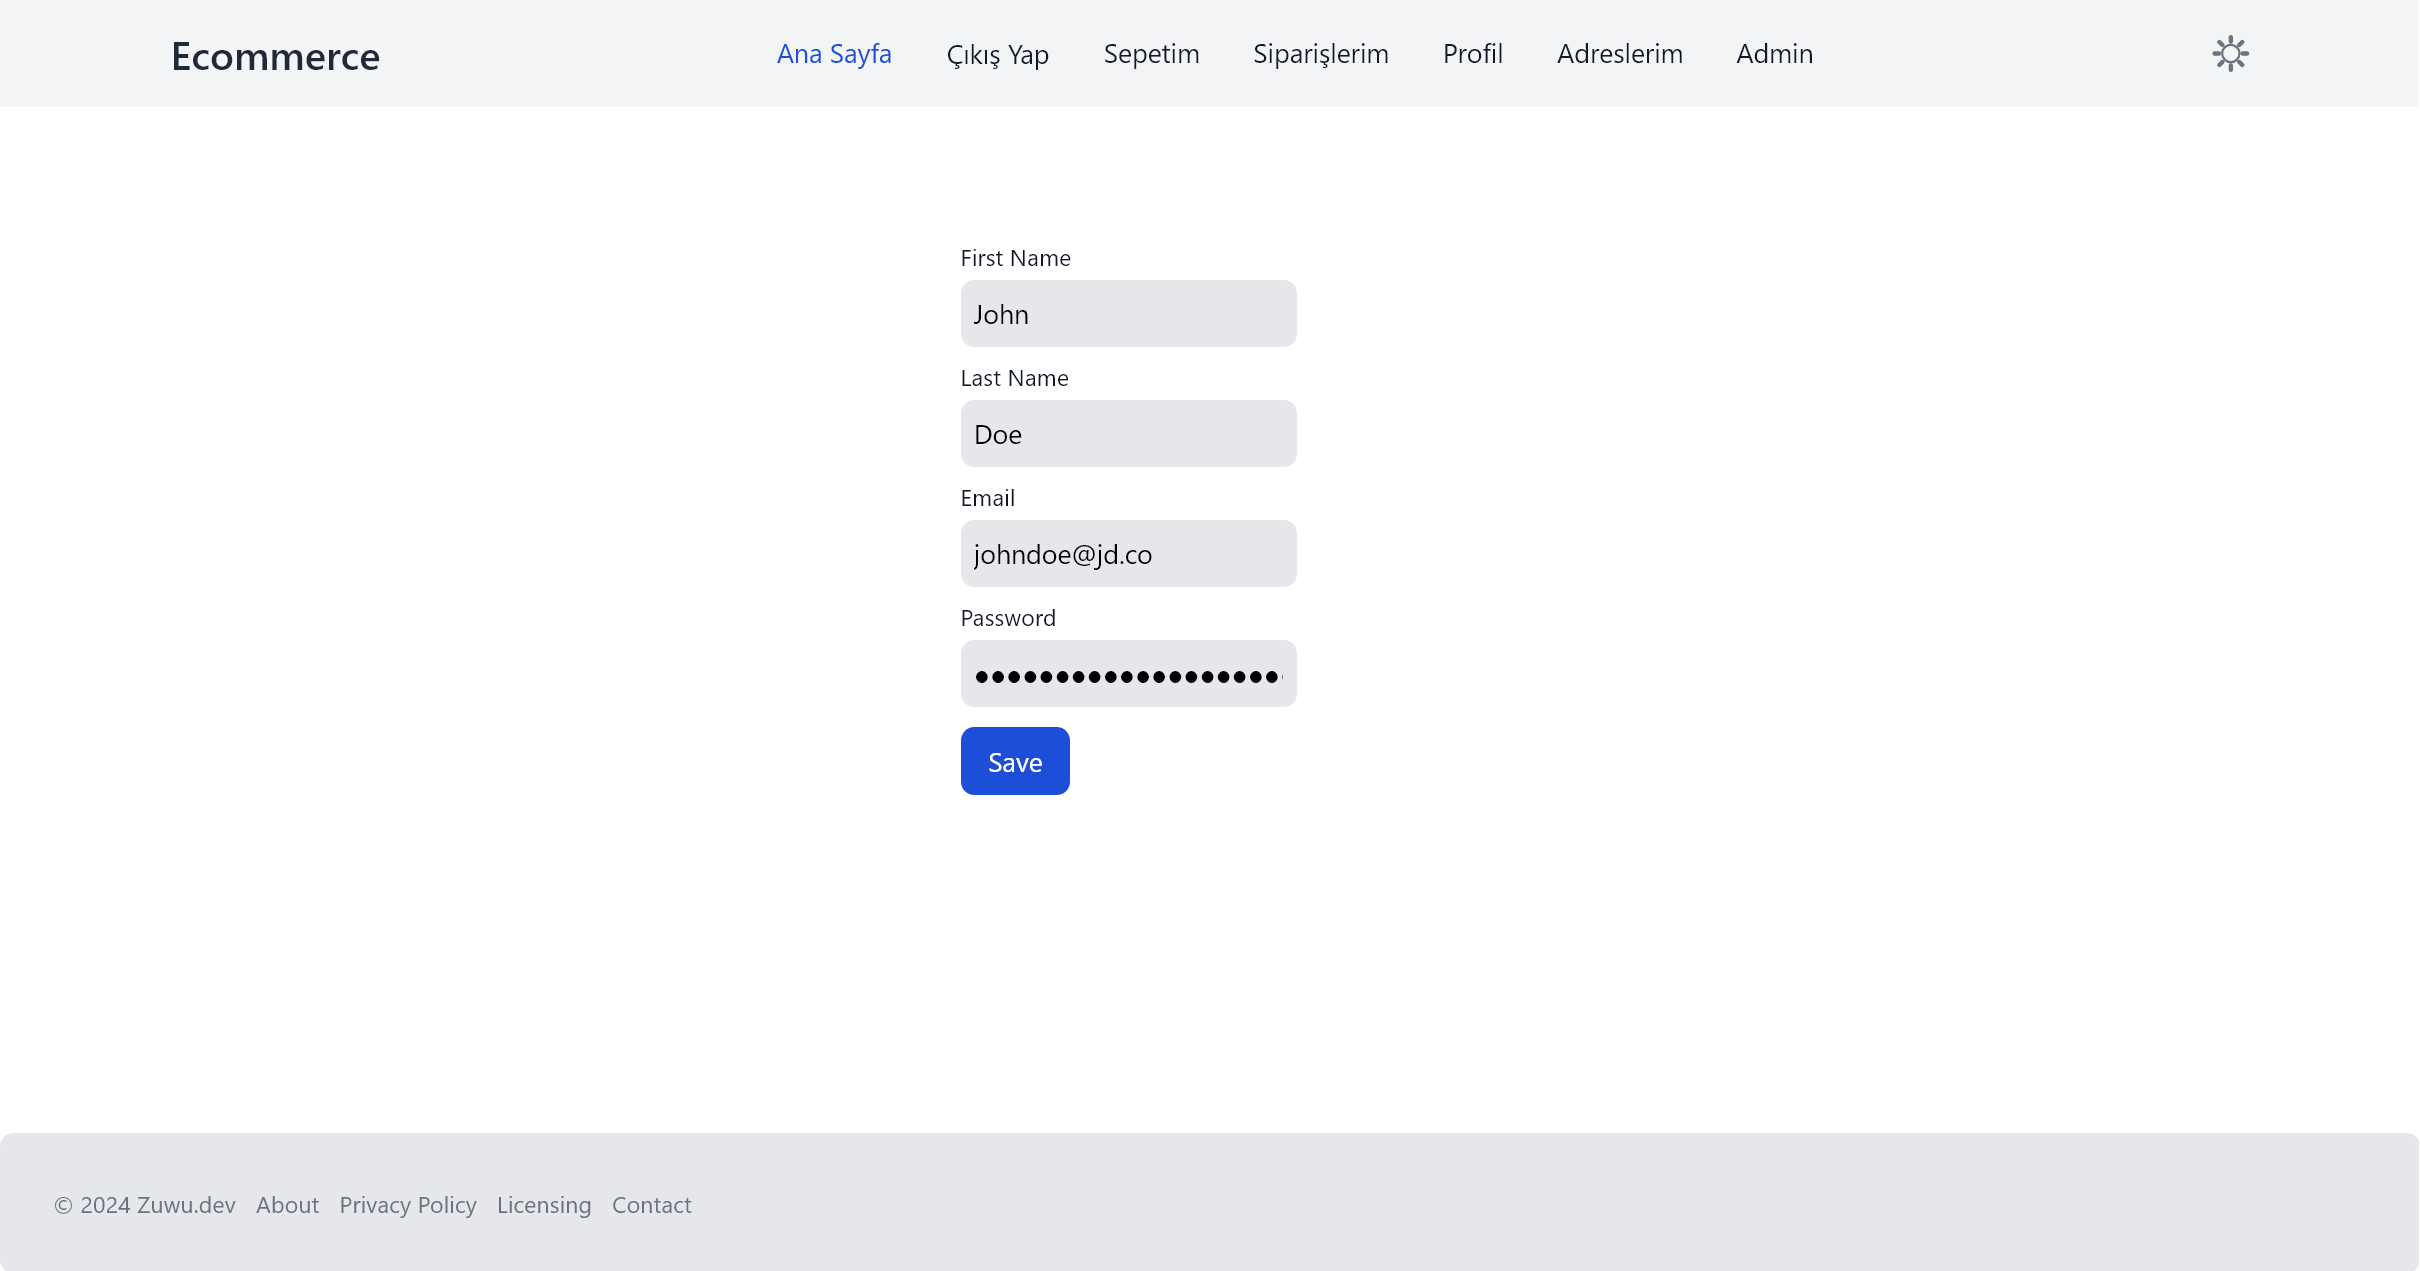 Ecommerce Ana Sayfa Çıkış Yap Sepetim Siparişlerim Profil Adreslerim Admin
First Name
John
Last Name
Doe
Email
johndoe@jd.co
Password
Save
© 2024 Zuwu.dev About Privacy Policy Licensing Contact